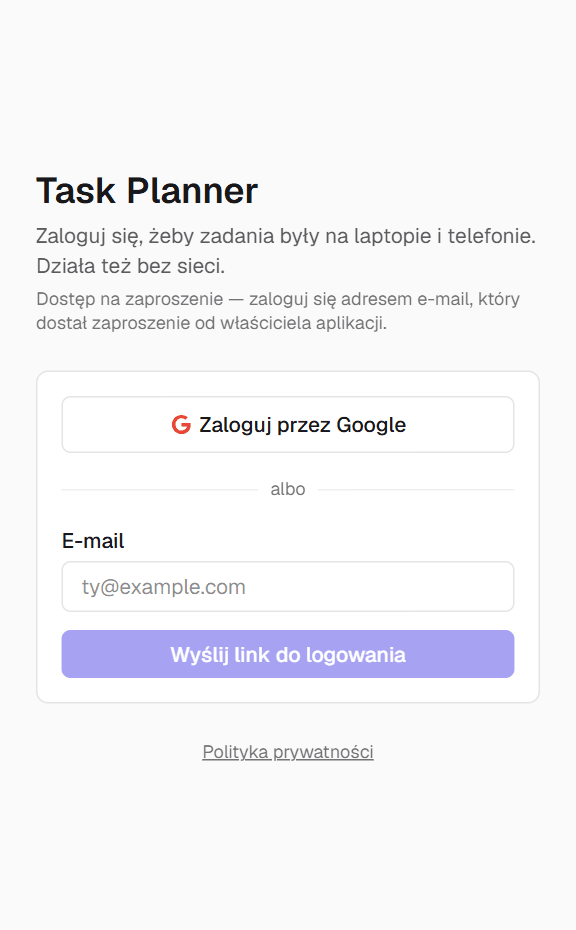 Task Planner
Zaloguj się, żeby zadania były na laptopie i telefonie.
Działa też bez sieci.
Dostęp na zaproszenie — zaloguj się adresem e-mail, który
dostał zaproszenie od właściciela aplikacji.
Zaloguj przez Google
albo
E-mail
ty@example.com
Wyślij link do logowania
Polityka prywatności